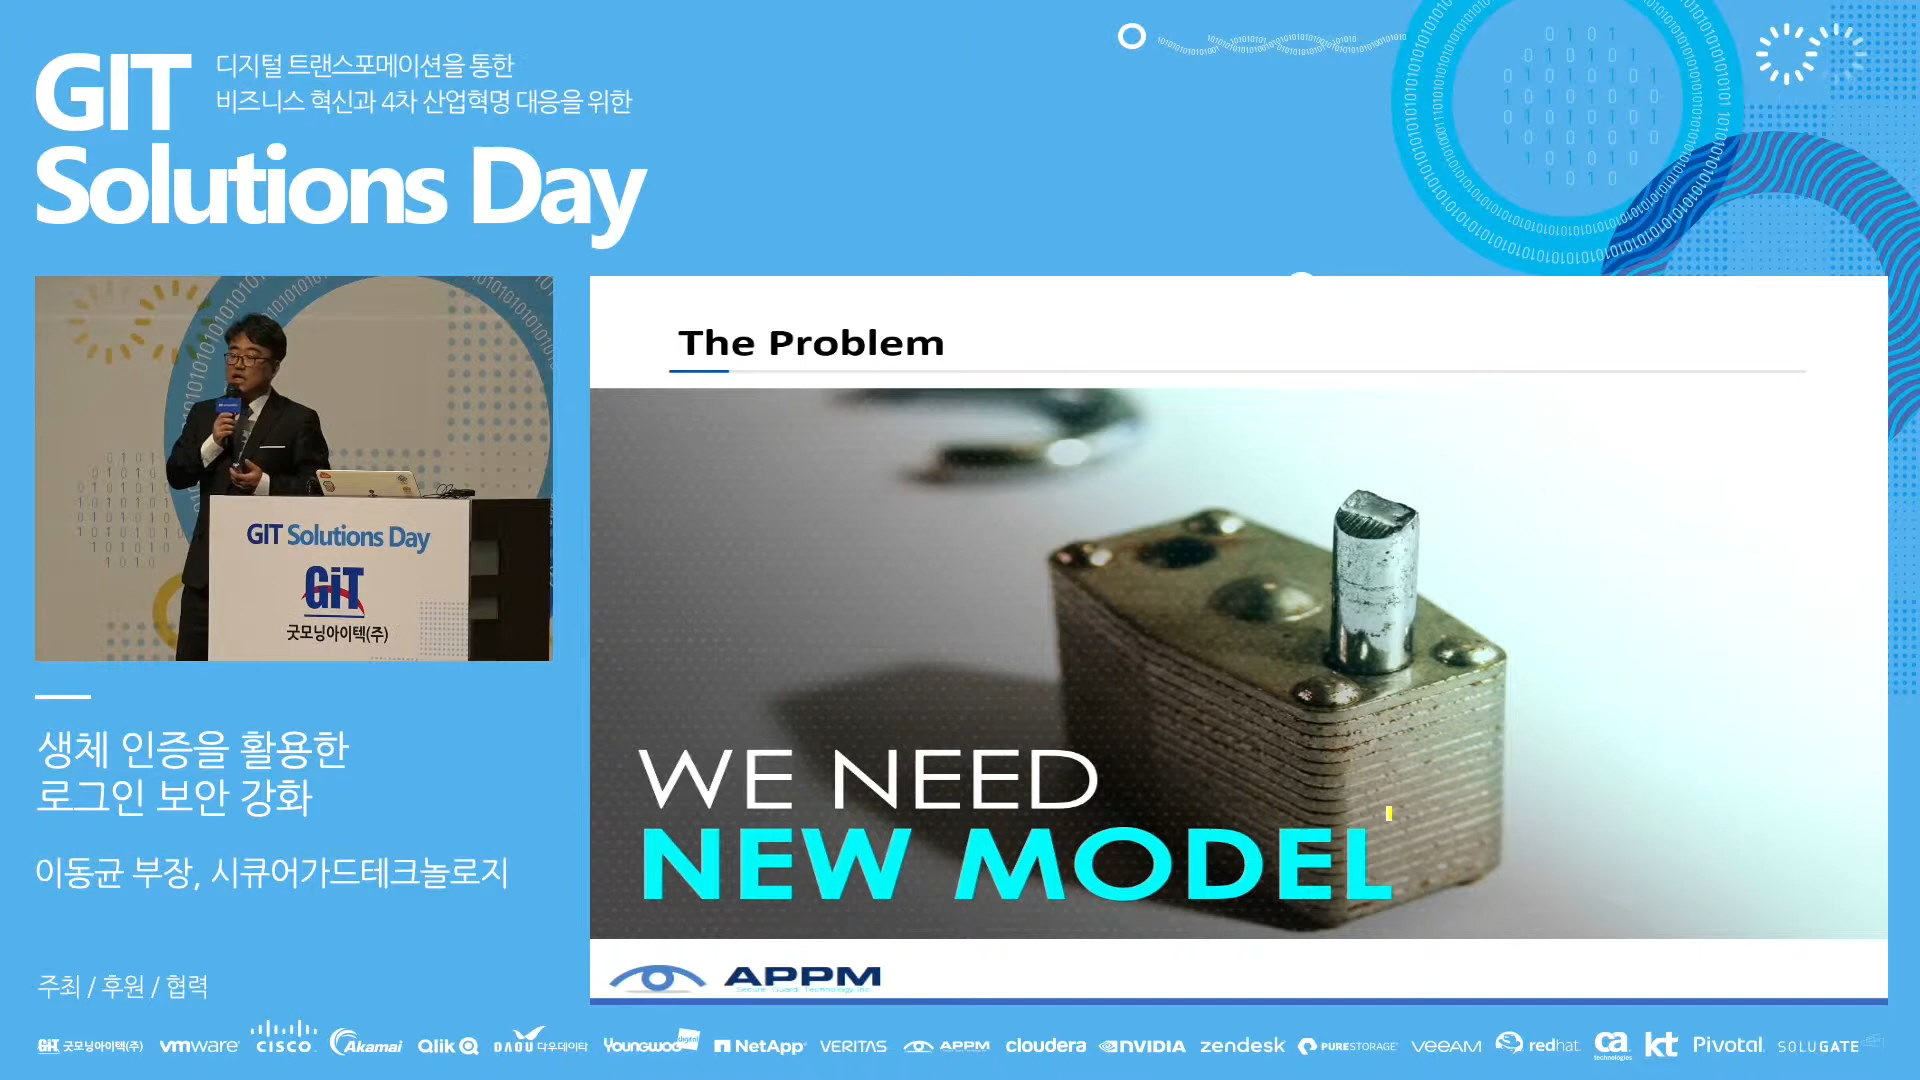 GIT
디지털 트랜스포메이션을 통한
비즈니스 혁신과 4차 산업혁명 대응을 위한
Solutions Day
The Problem
GIT Solutions Day
GiT
굿모닝아이텍(주)
WE NEED
NEW MODEL
생체 인증을 활용한
로그인 보안 강화
이동균 부장, 시큐어가드테크놀로지
APPM
Secure Guard Technology Inc.
주최 / 후원 / 협력
GiT 굿모닝아이텍(주) vmware CISCO Akamai Qlik DAOU 다우데이타 Youngwoo digital NetApp VERITAS APPM cloudera NVIDIA zendesk PURESTORAGE VEEAM redhat ca technologies kt Pivotal SOLUGATE